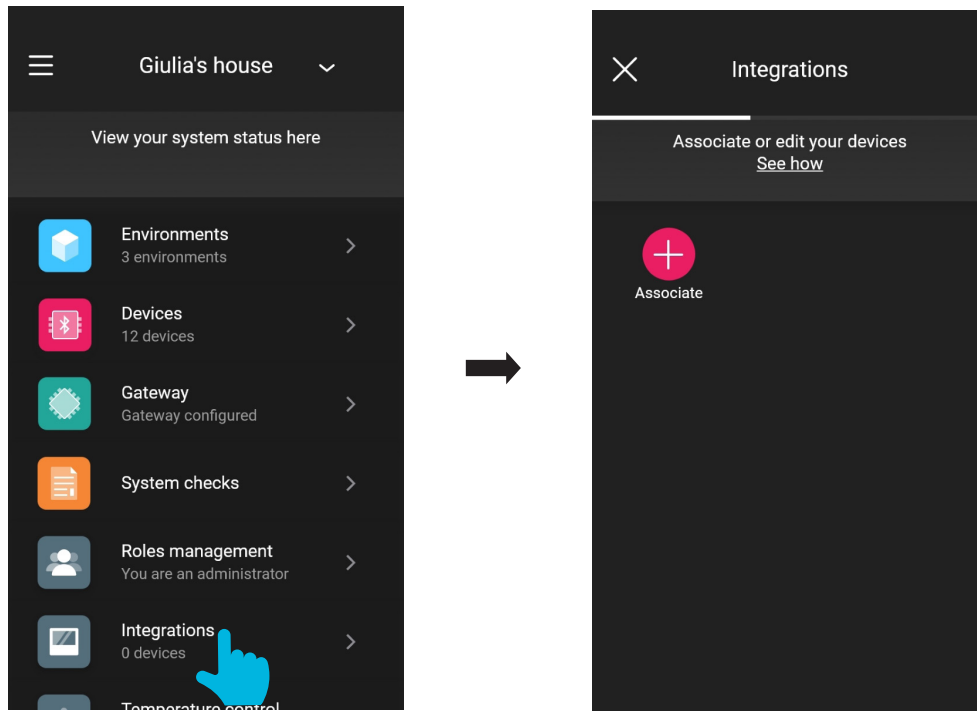 Giulia's house
View your system status here
Environments
3 environments
Devices
12 devices
Gateway
Gateway configured
System checks
Roles management
You are an administrator
Integrations
0 devices
Temperature control
Integrations
Associate or edit your devices
See how
Associate